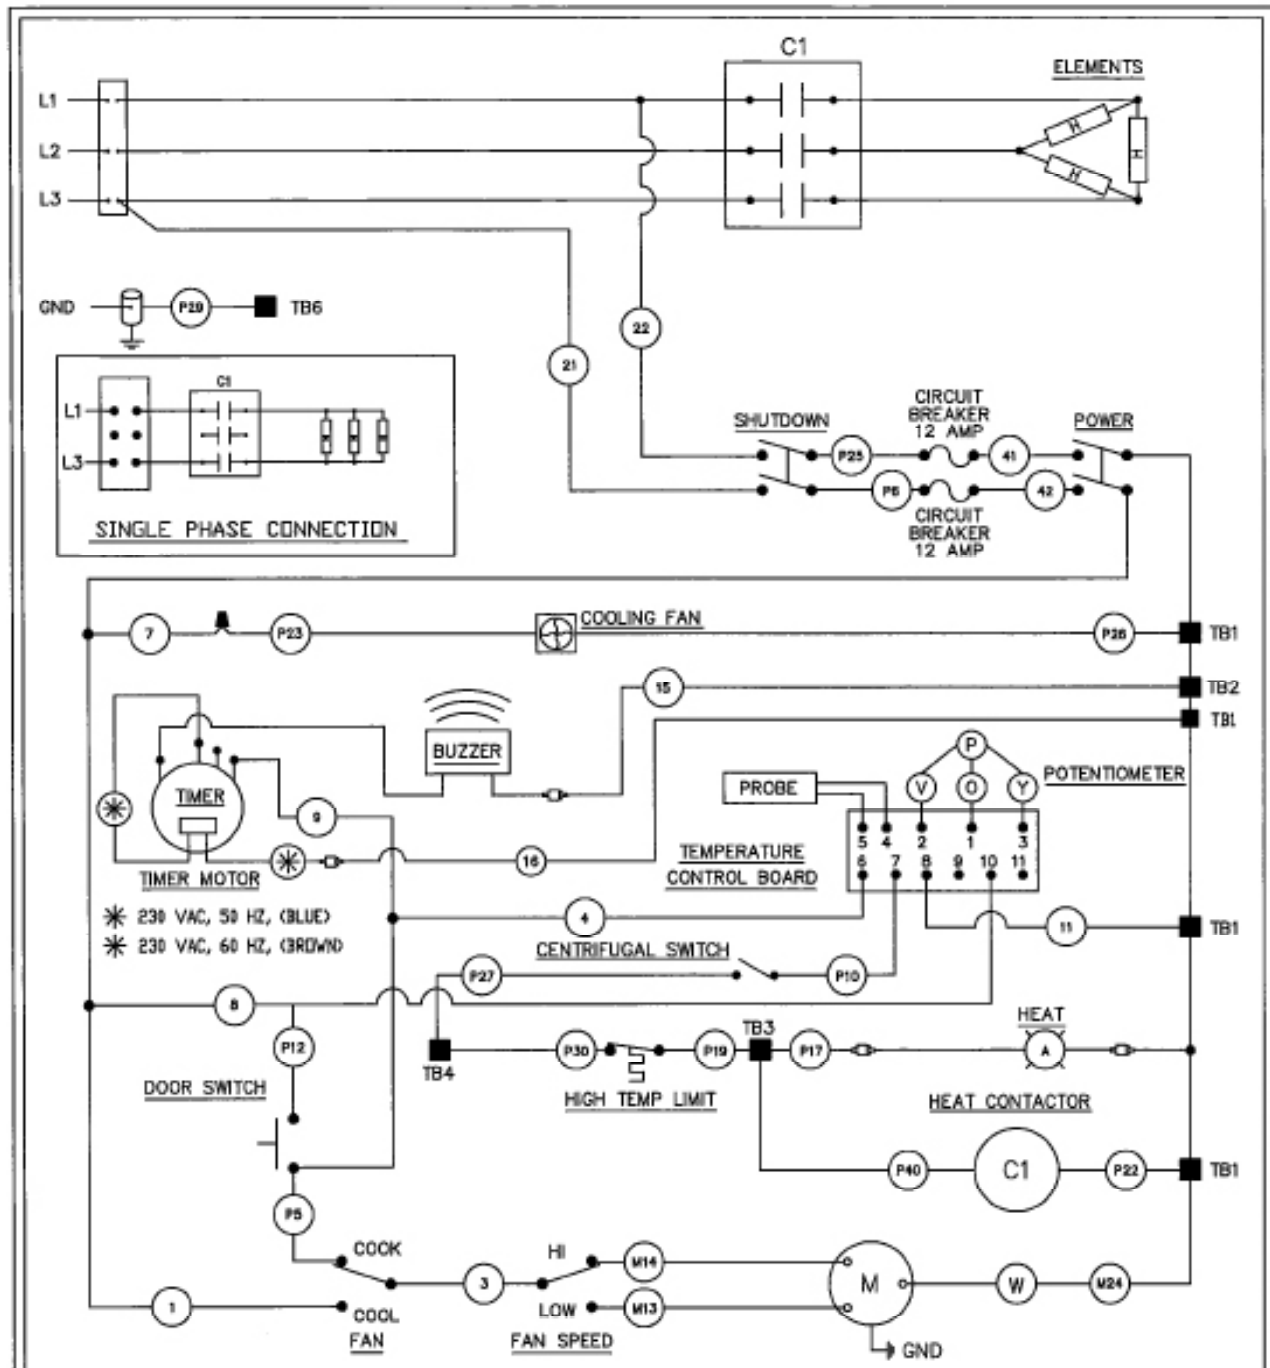 C1
ELEMENTS
L1
L2
L3
H
H
H
GND
P29
TB6
22
21
C1
L1
L3
SINGLE PHASE CONNECTION
SHUTDOWN
CIRCUIT
BREAKER
12 AMP
POWER
P25
41
P6
42
CIRCUIT
BREAKER
12 AMP
7
P23
COOLING FAN
P26
TB1
15
TB2
TB1
BUZZER
P
POTENTIOMETER
PROBE
V
O
Y
TIMER
9
5
4
2
1
3
6
7
8
9
10
11
TEMPERATURE
CONTROL BOARD
16
TIMER MOTOR
230 VAC, 50 HZ, (BLUE)
230 VAC, 60 HZ, (BROWN)
4
11
TB1
CENTRIFUGAL SWITCH
P27
P10
8
P12
TB4
P30
P19
TB3
P17
HEAT
A
DOOR SWITCH
HIGH TEMP LIMIT
HEAT CONTACTOR
P40
C1
P22
TB1
P5
COOK
HI
M14
3
M
W
M24
1
COOL
LOW
M13
FAN
FAN SPEED
GND